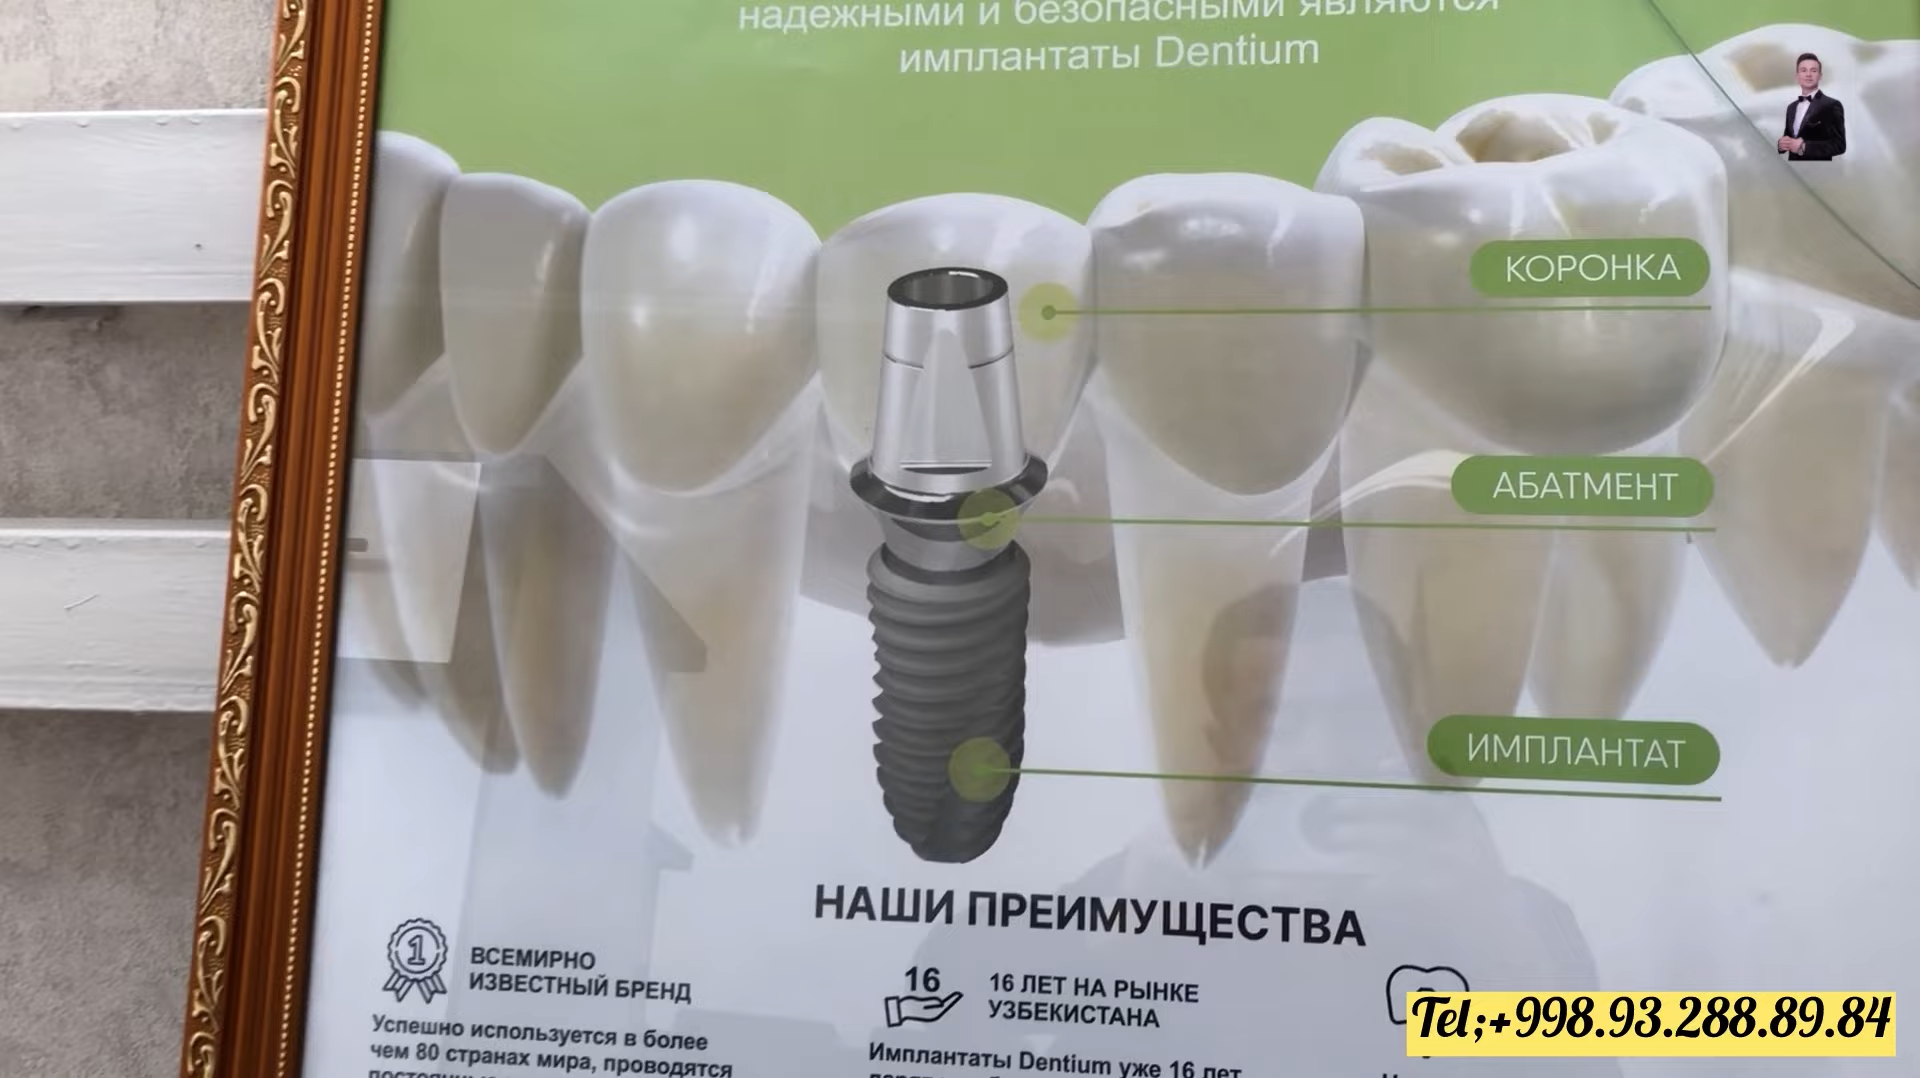 надежными и безопасными являются
имплантаты Dentium
КОРОНКА
АБАТМЕНТ
ИМПЛАНТАТ
НАШИ ПРЕИМУЩЕСТВА
1
ВСЕМИРНО
ИЗВЕСТНЫЙ БРЕНД
Успешно используется в более
чем 80 странах мира, проводятся
16
16 ЛЕТ НА РЫНКЕ
УЗБЕКИСТАНА
Имплантаты Dentium уже 16 лет
Tel;+998.93.288.89.84